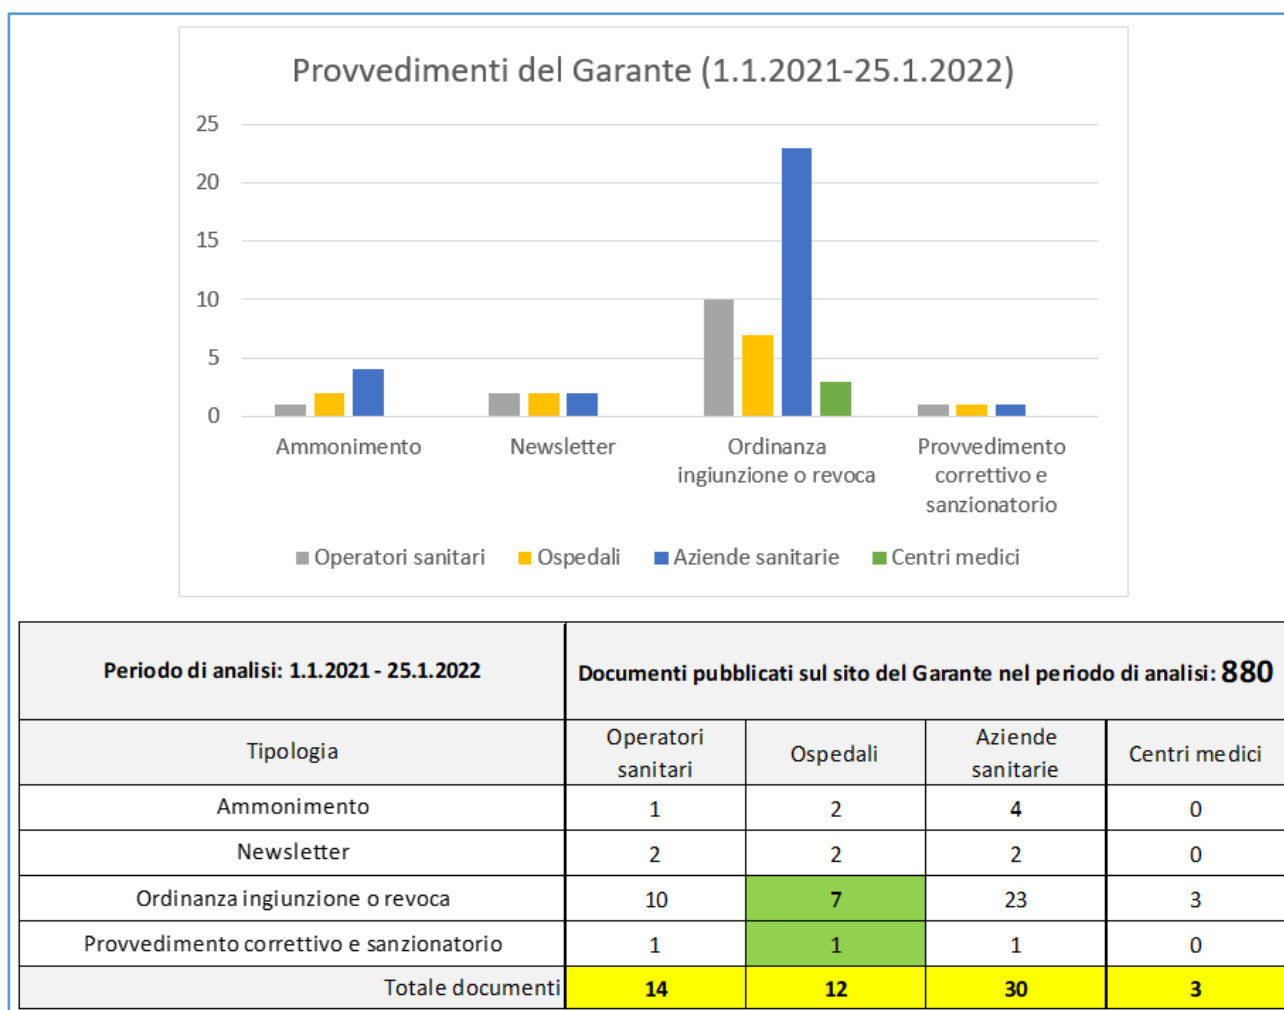 Provvedimenti del Garante (1.1.2021-25.1.2022)
25
20
15
10
5
0
Ammonimento
Newsletter
Ordinanza
ingiunzione o revoca
Provvedimento
correttivo e
sanzionatorio
Operatori sanitari Ospedali Aziende sanitarie Centri medici
Periodo di analisi: 1.1.2021 - 25.1.2022 Documenti pubblicati sul sito del Garante nel periodo di analisi: 880
Tipologia Operatori sanitari Ospedali Aziende sanitarie Centri medici
Ammonimento 1 2 4 0
Newsletter 2 2 2 0
Ordinanza ingiunzione o revoca 10 7 23 3
Provvedimento correttivo e sanzionatorio 1 1 1 0
Totale documenti 14 12 30 3